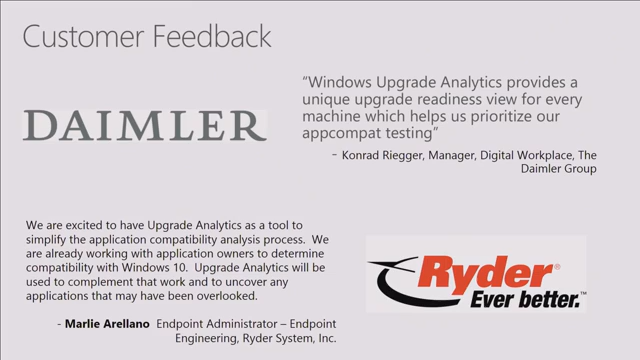 Customer Feedback
DAIMLER
“Windows Upgrade Analytics provides a
unique upgrade readiness view for every
machine which helps us prioritize our
appcompat testing”
- Konrad Riegger, Manager, Digital Workplace, The
Daimler Group
We are excited to have Upgrade Analytics as a tool to
simplify the application compatibility analysis process. We
are already working with application owners to determine
compatibility with Windows 10. Upgrade Analytics will be
used to complement that work and to uncover any
applications that may have been overlooked.
- Marlie Arellano Endpoint Administrator – Endpoint
Engineering, Ryder System, Inc.
Ryder®
Ever better.™